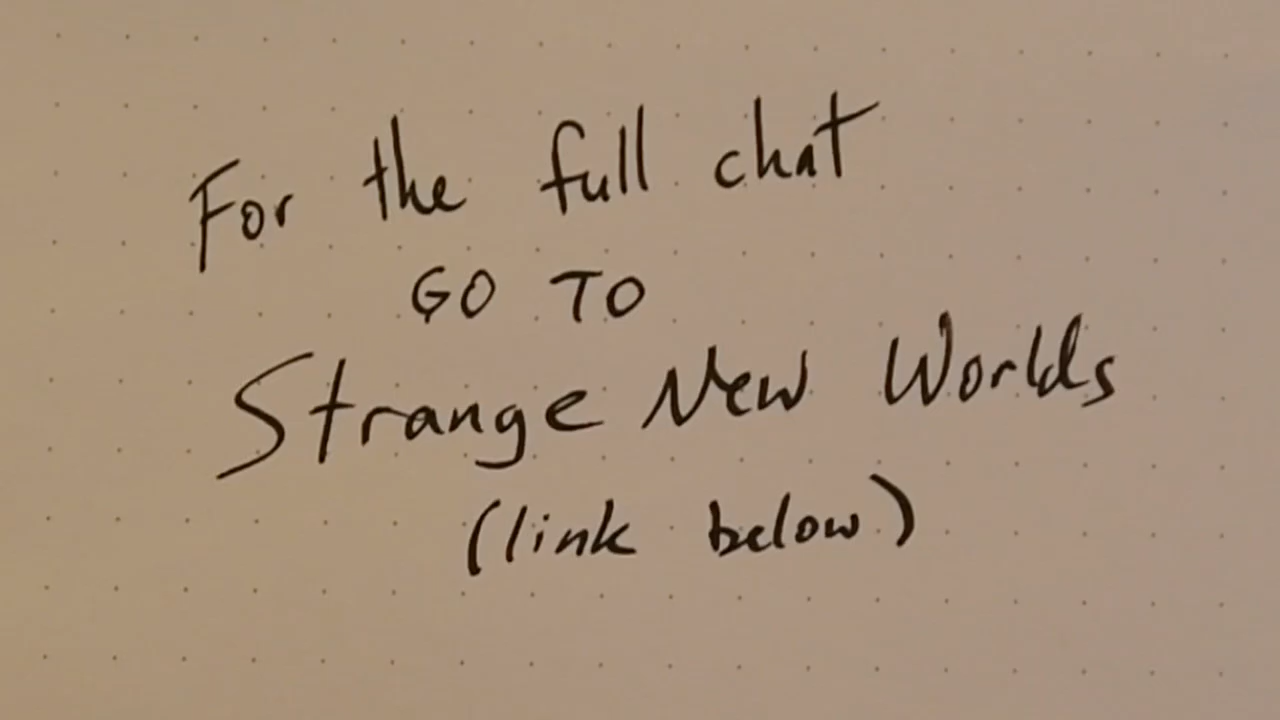 For the full chat
GO TO
Strange New Worlds
(link below)